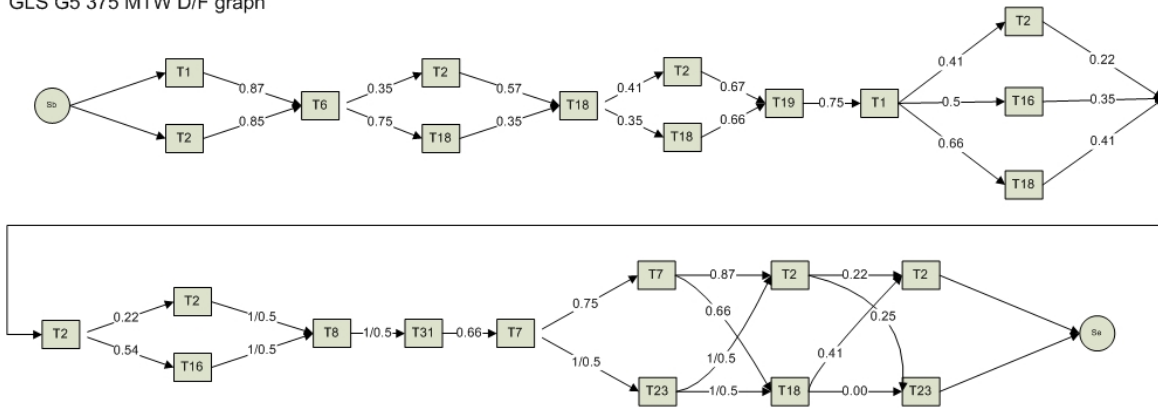 GLS G5 375 MTW D/F graph
T2
0.41
0.22
T1
T2
T2
0.87
0.35
0.57
0.41
0.67
Sb
T6
T18
T19
0.75
T1
0.5
T16
0.35
0.85
0.75
0.35
0.35
0.66
T2
T18
T18
0.66
0.41
T18
T7
0.87
T2
0.22
T2
0.22
T2
1/0.5
0.75
0.66
0.25
T2
T8
1/0.5
T31
0.66
T7
Se
0.54
T16
1/0.5
1/0.5
1/0.5
0.41
T23
1/0.5
T18
0.00
T23